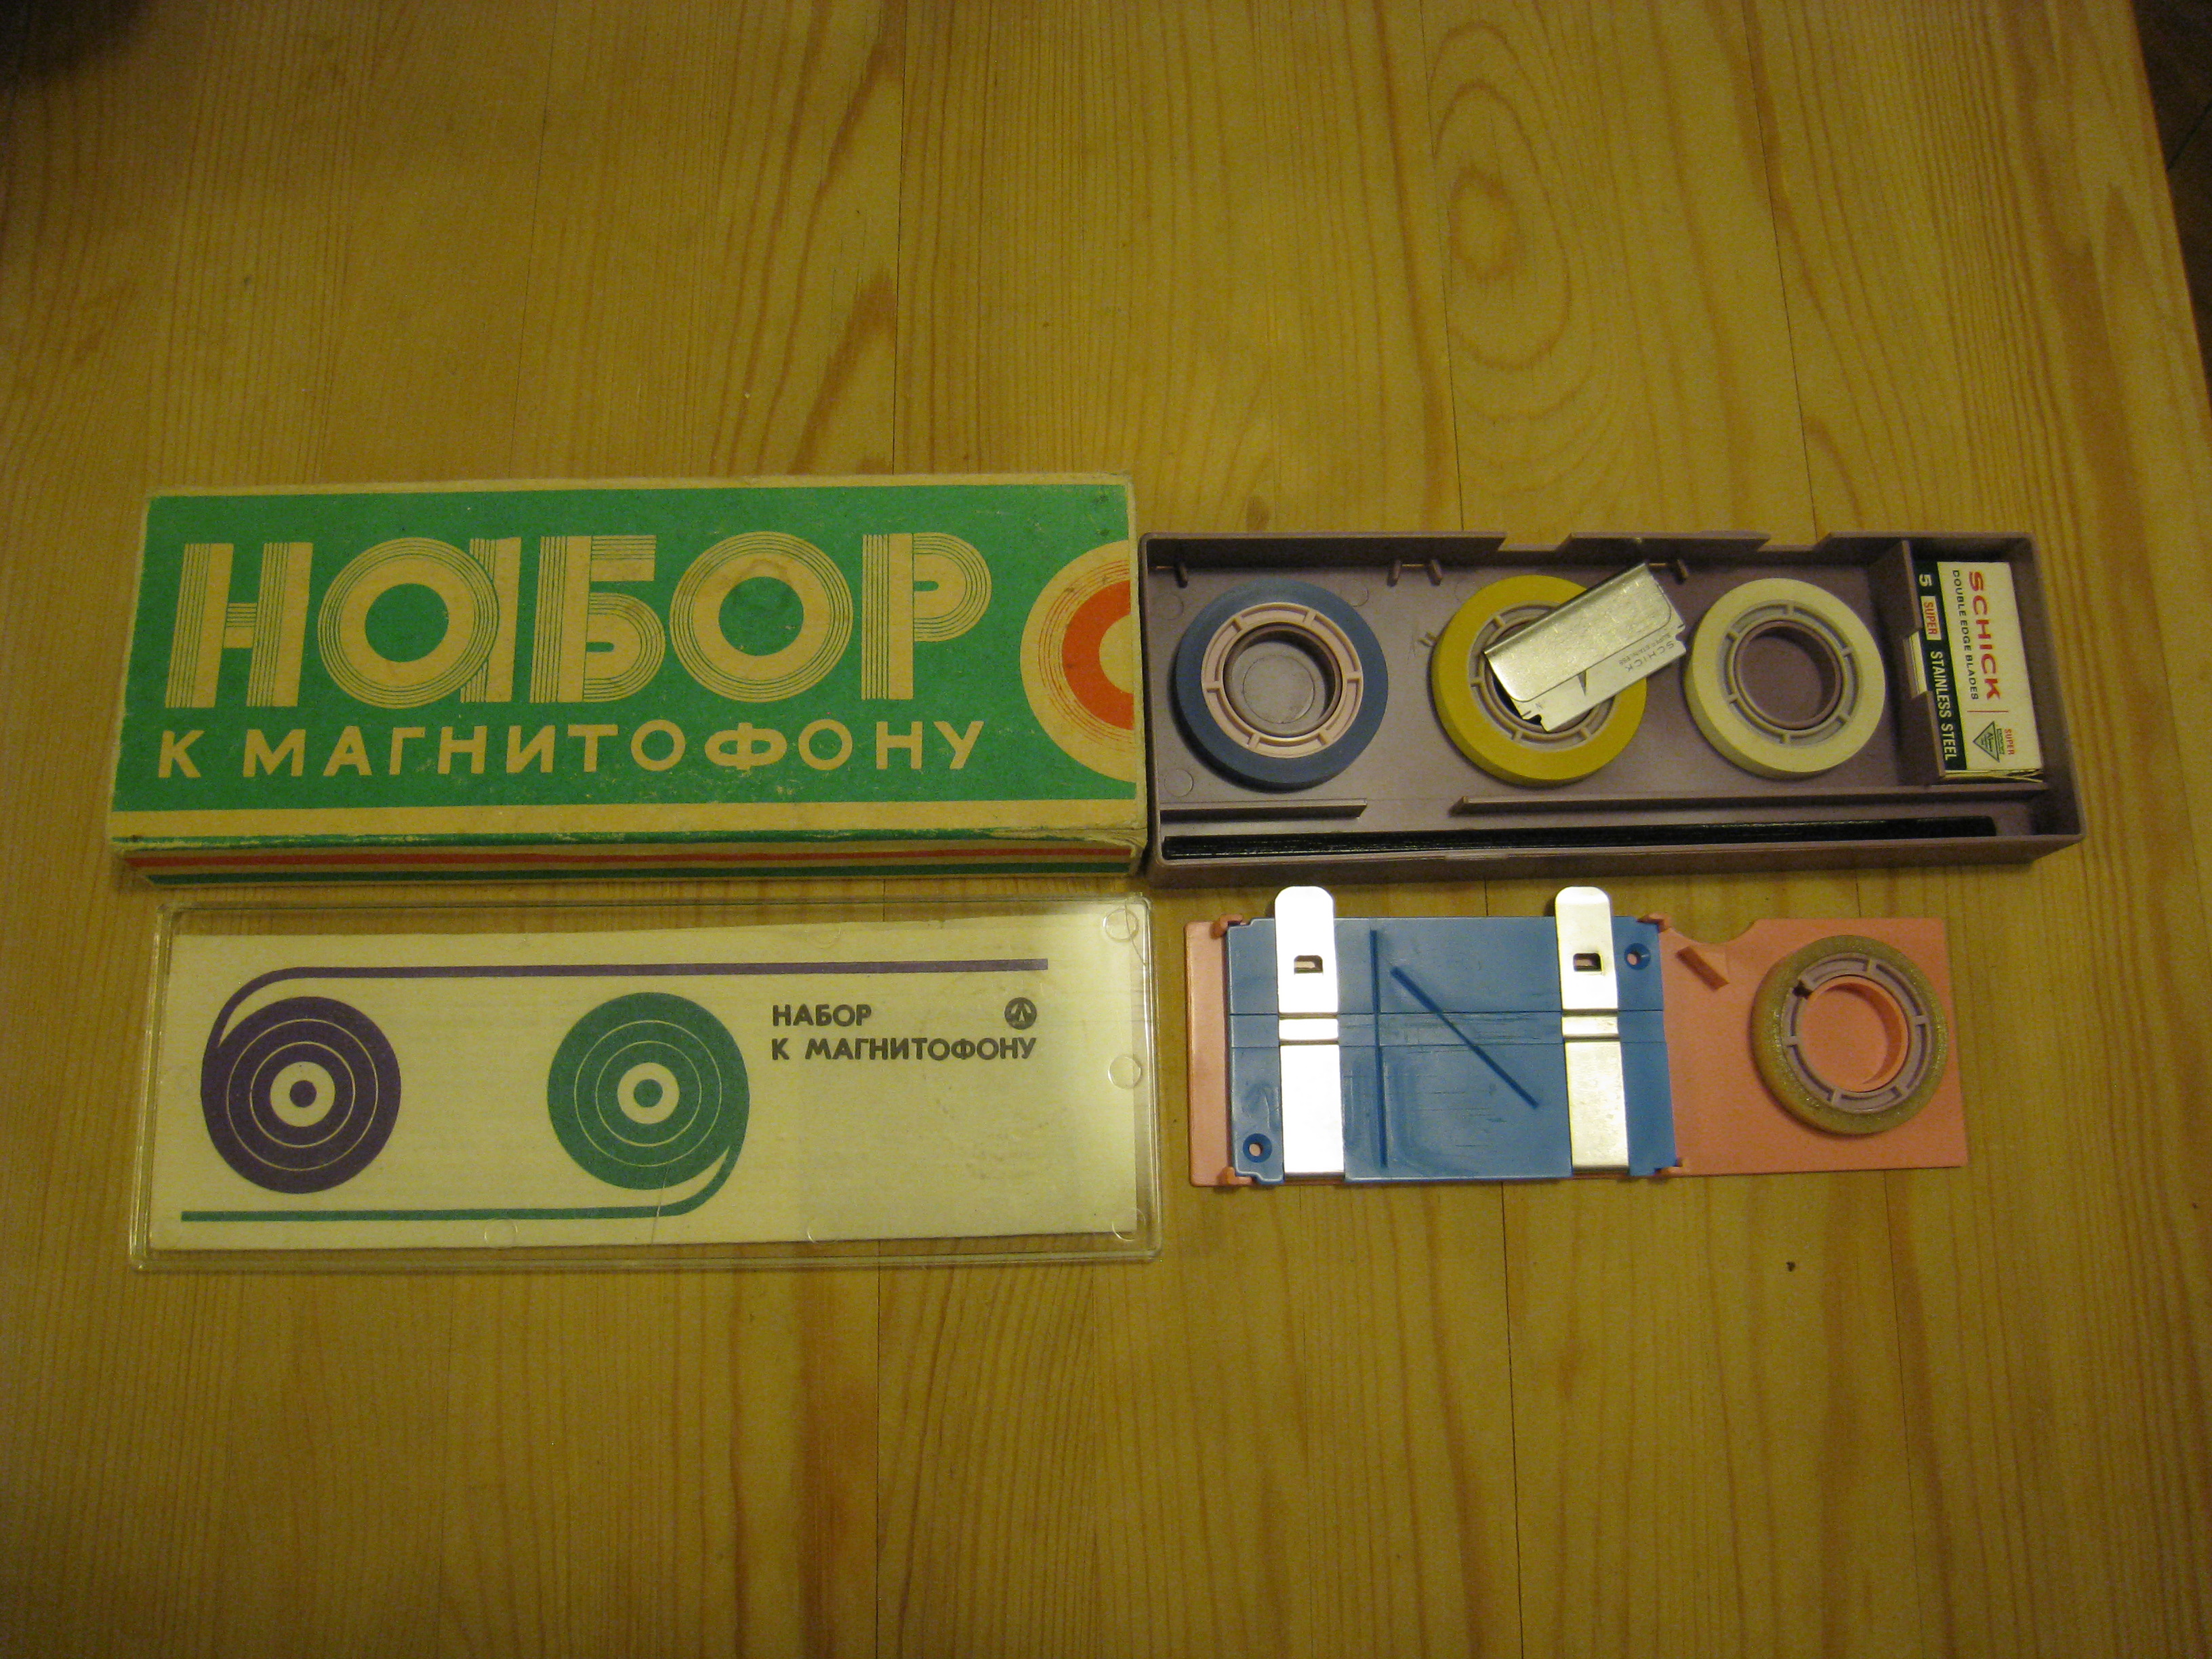 НАБОР
К МАГНИТОФОНУ
НАБОР
К МАГНИТОФОНУ
SCHICK
SCHICK
DOUBLE EDGE BLADES
SUPER
5 SUPER STAINLESS STEEL